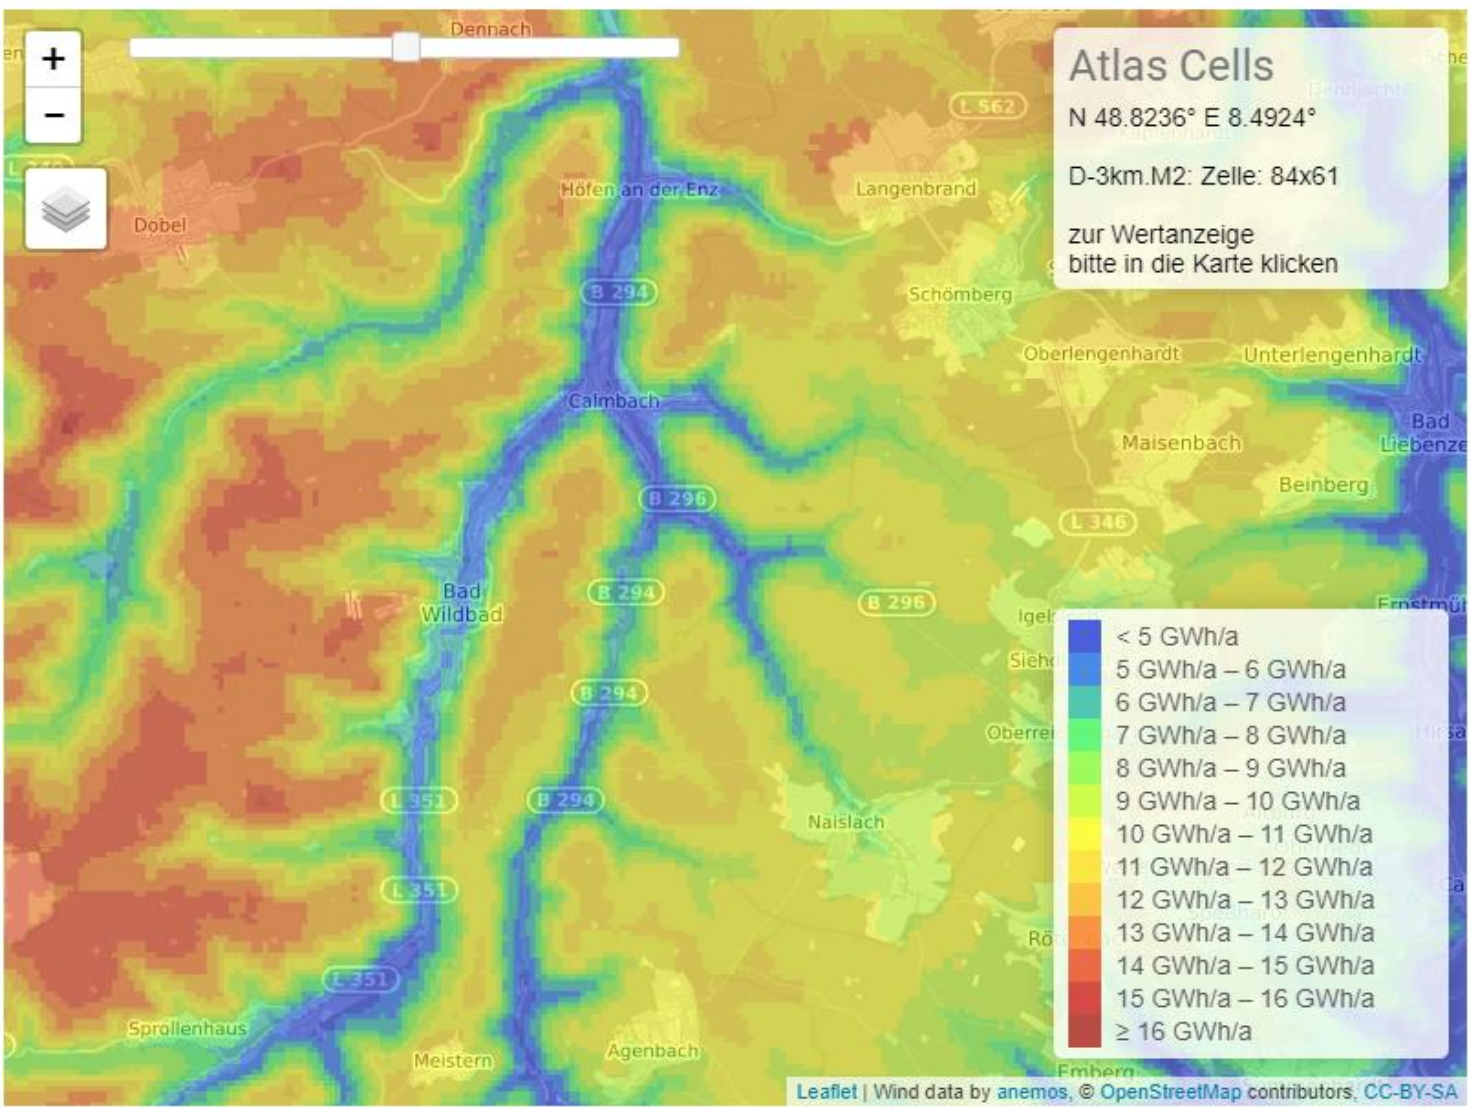 Dennach
+
−
L 562
Dobel
Höfen an der Enz
Langenbrand
Schömberg
Oberlengenhardt
Unterlengenhardt
Maisenbach
Beinberg
Bad
B 294
Calmbach
B 296
L 346
Bad
Wildbad
B 294
B 296
B 294
B 294
L 351
L 351
L 351
Naislach
Sprollenhaus
Meistern
Agenbach
Emberg
Atlas Cells
N 48.8236° E 8.4924°
D-3km.M2: Zelle: 84x61
zur Wertanzeige
bitte in die Karte klicken
< 5 GWh/a
5 GWh/a – 6 GWh/a
6 GWh/a – 7 GWh/a
7 GWh/a – 8 GWh/a
8 GWh/a – 9 GWh/a
9 GWh/a – 10 GWh/a
10 GWh/a – 11 GWh/a
11 GWh/a – 12 GWh/a
12 GWh/a – 13 GWh/a
13 GWh/a – 14 GWh/a
14 GWh/a – 15 GWh/a
15 GWh/a – 16 GWh/a
≥ 16 GWh/a
Leaflet | Wind data by anemos, © OpenStreetMap contributors, CC-BY-SA